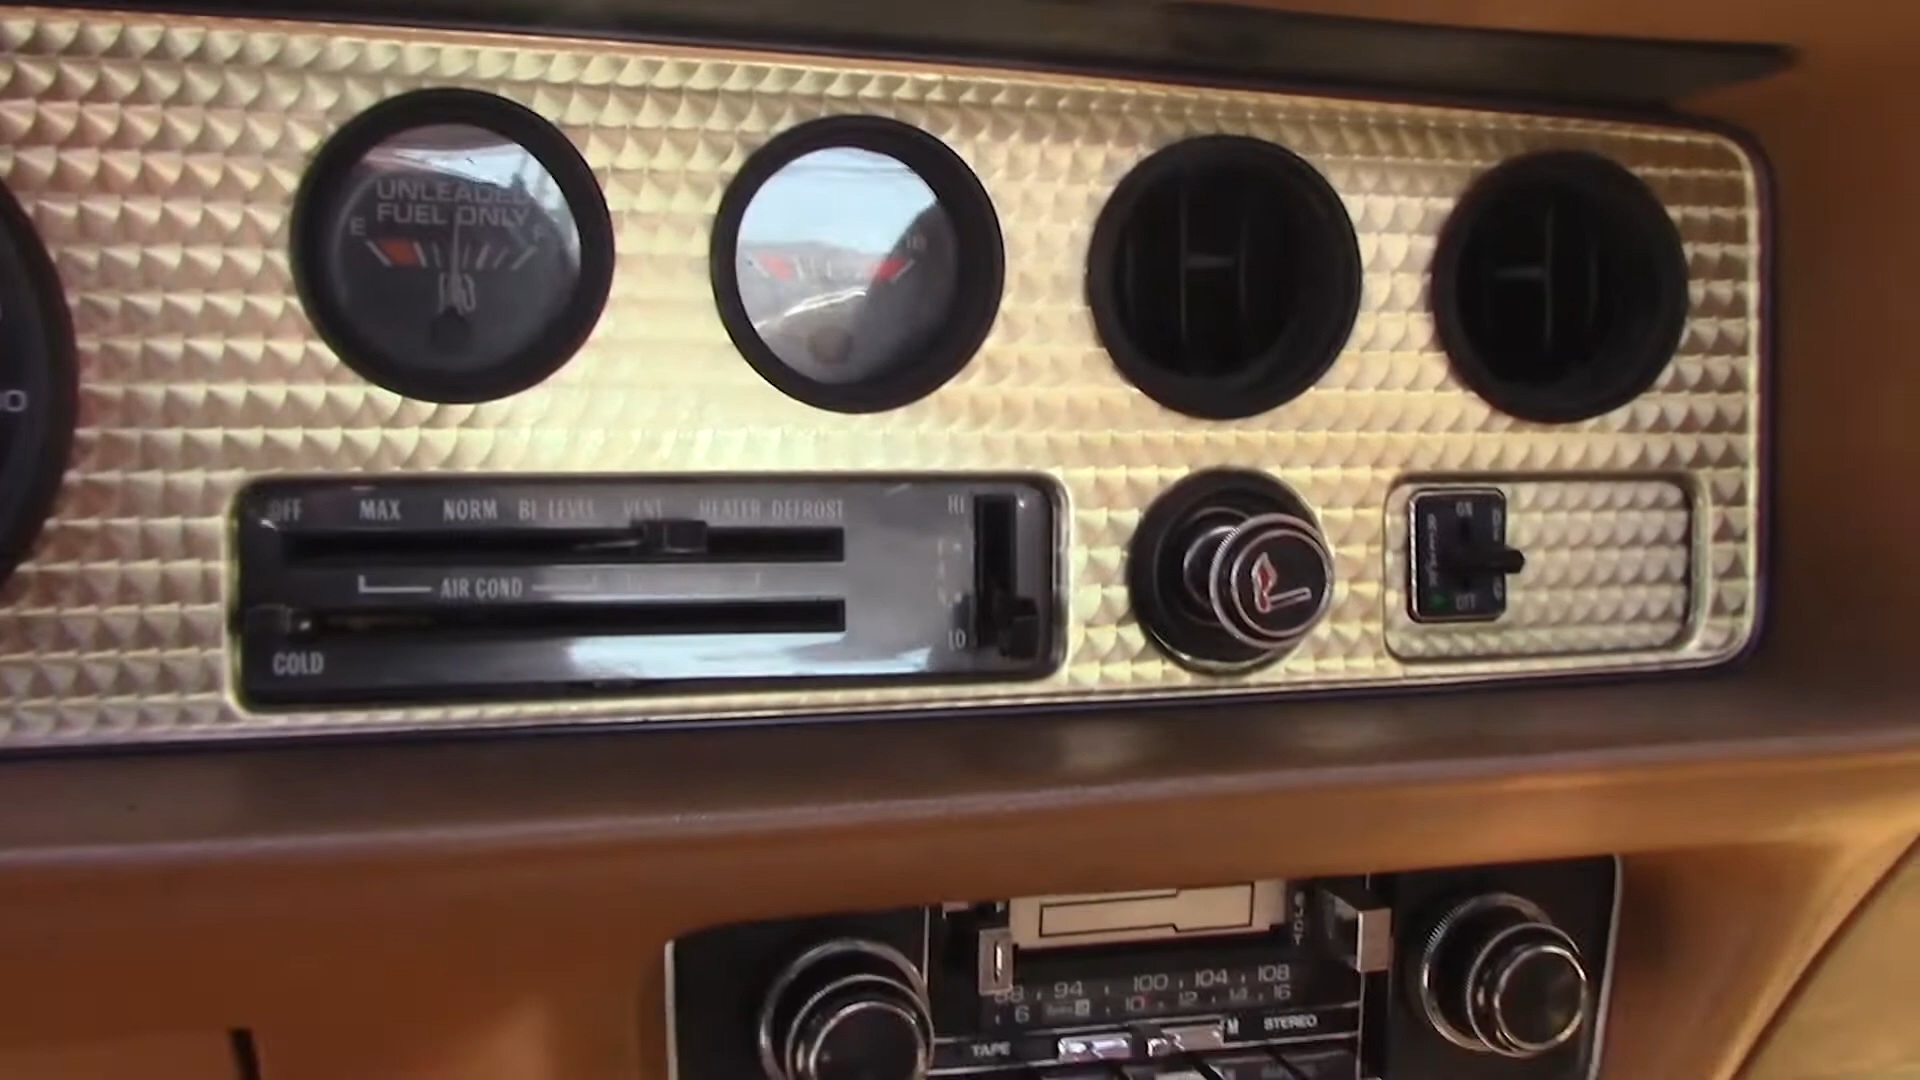 UNLEADED
FUEL ONLY
E
18
OFF MAX NORM BI-LEVEL VENT HEATER DEFROST
HI
AIR COND
LO
COLD
ON
OFF
88 94 100 104 108
6 10 12 14 16
TAPE
STEREO